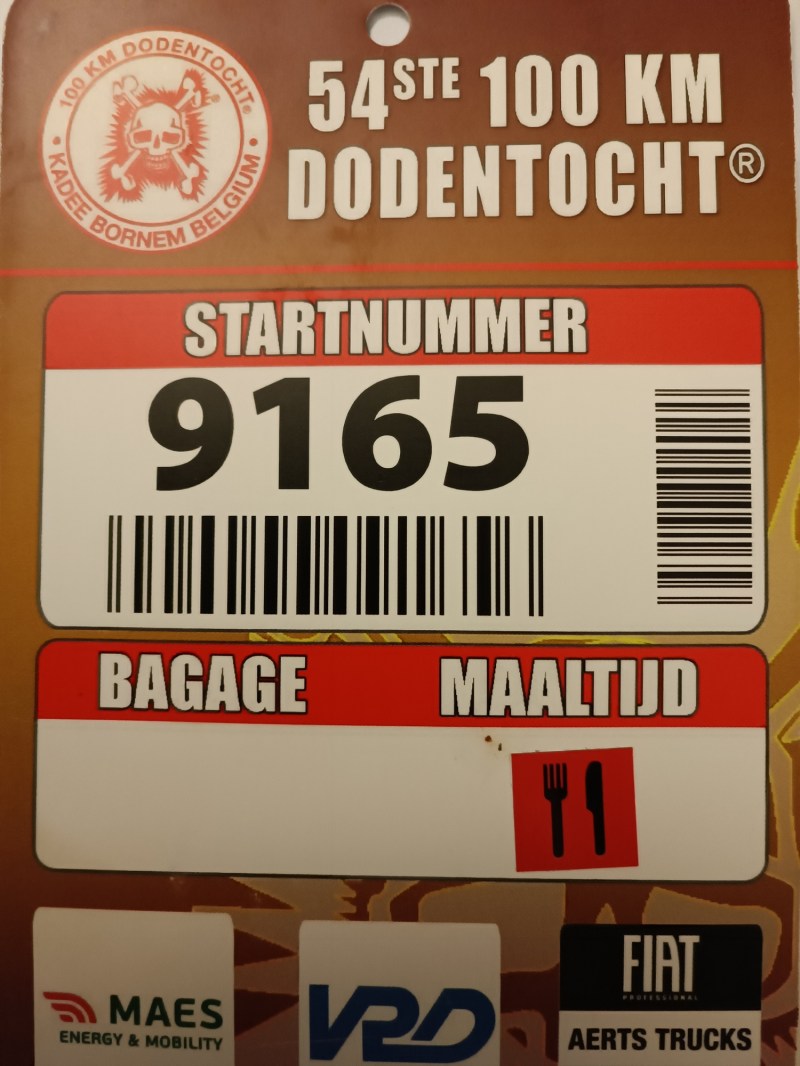 100 KM DODENTOCHT®
• KADEE BORNEM BELGIUM •
54STE 100 KM
DODENTOCHT®
STARTNUMMER
9165
BAGAGE MAALTIJD
MAES
ENERGY & MOBILITY
VRD
FIAT
PROFESSIONAL
AERTS TRUCKS